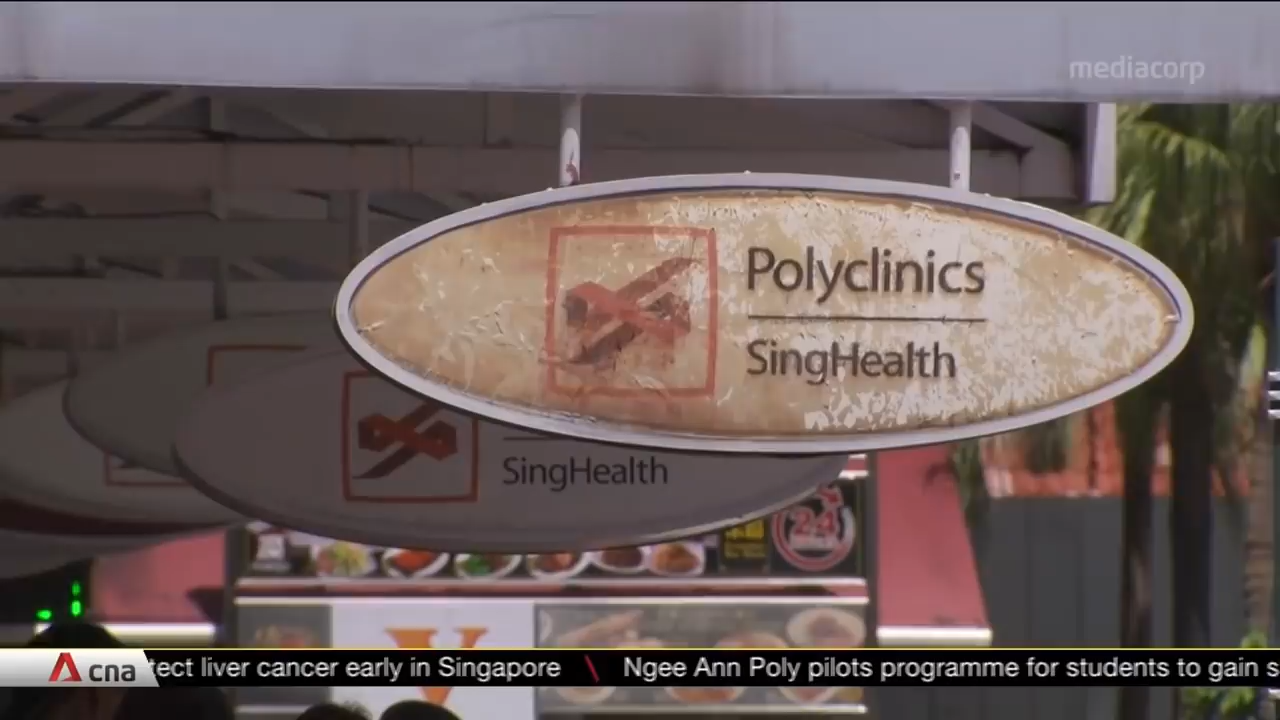 mediacorp
Polyclinics
SingHealth
SingHealth
24
cna
tect liver cancer early in Singapore \ Ngee Ann Poly pilots programme for students to gain s